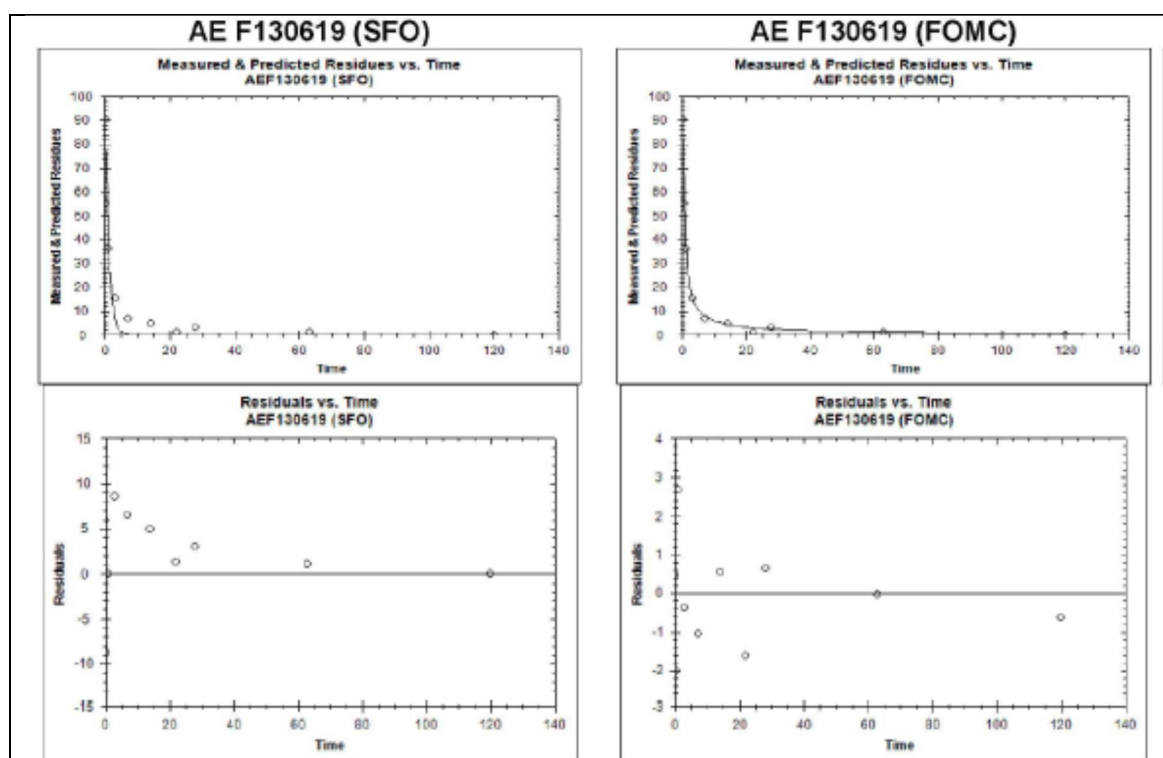 AE F130619 (SFO)
Measured & Predicted Residues vs. Time
AEF130619 (SFO)
Measured & Predicted Residues
100
90
80
70
60
50
40
30
20
10
0
0 20 40 60 80 100 120 140
Time
AE F130619 (FOMC)
Measured & Predicted Residues vs. Time
AEF130619 (FOMC)
Measured & Predicted Residues
100
90
80
70
60
50
40
30
20
10
0
0 20 40 60 80 100 120 140
Time
Residuals vs. Time
AEF130619 (SFO)
Residuals
15
10
5
0
-5
-10
-15
0 20 40 60 80 100 120 140
Time
Residuals vs. Time
AEF130619 (FOMC)
Residuals
4
3
2
1
0
-1
-2
-3
0 20 40 60 80 100 120 140
Time